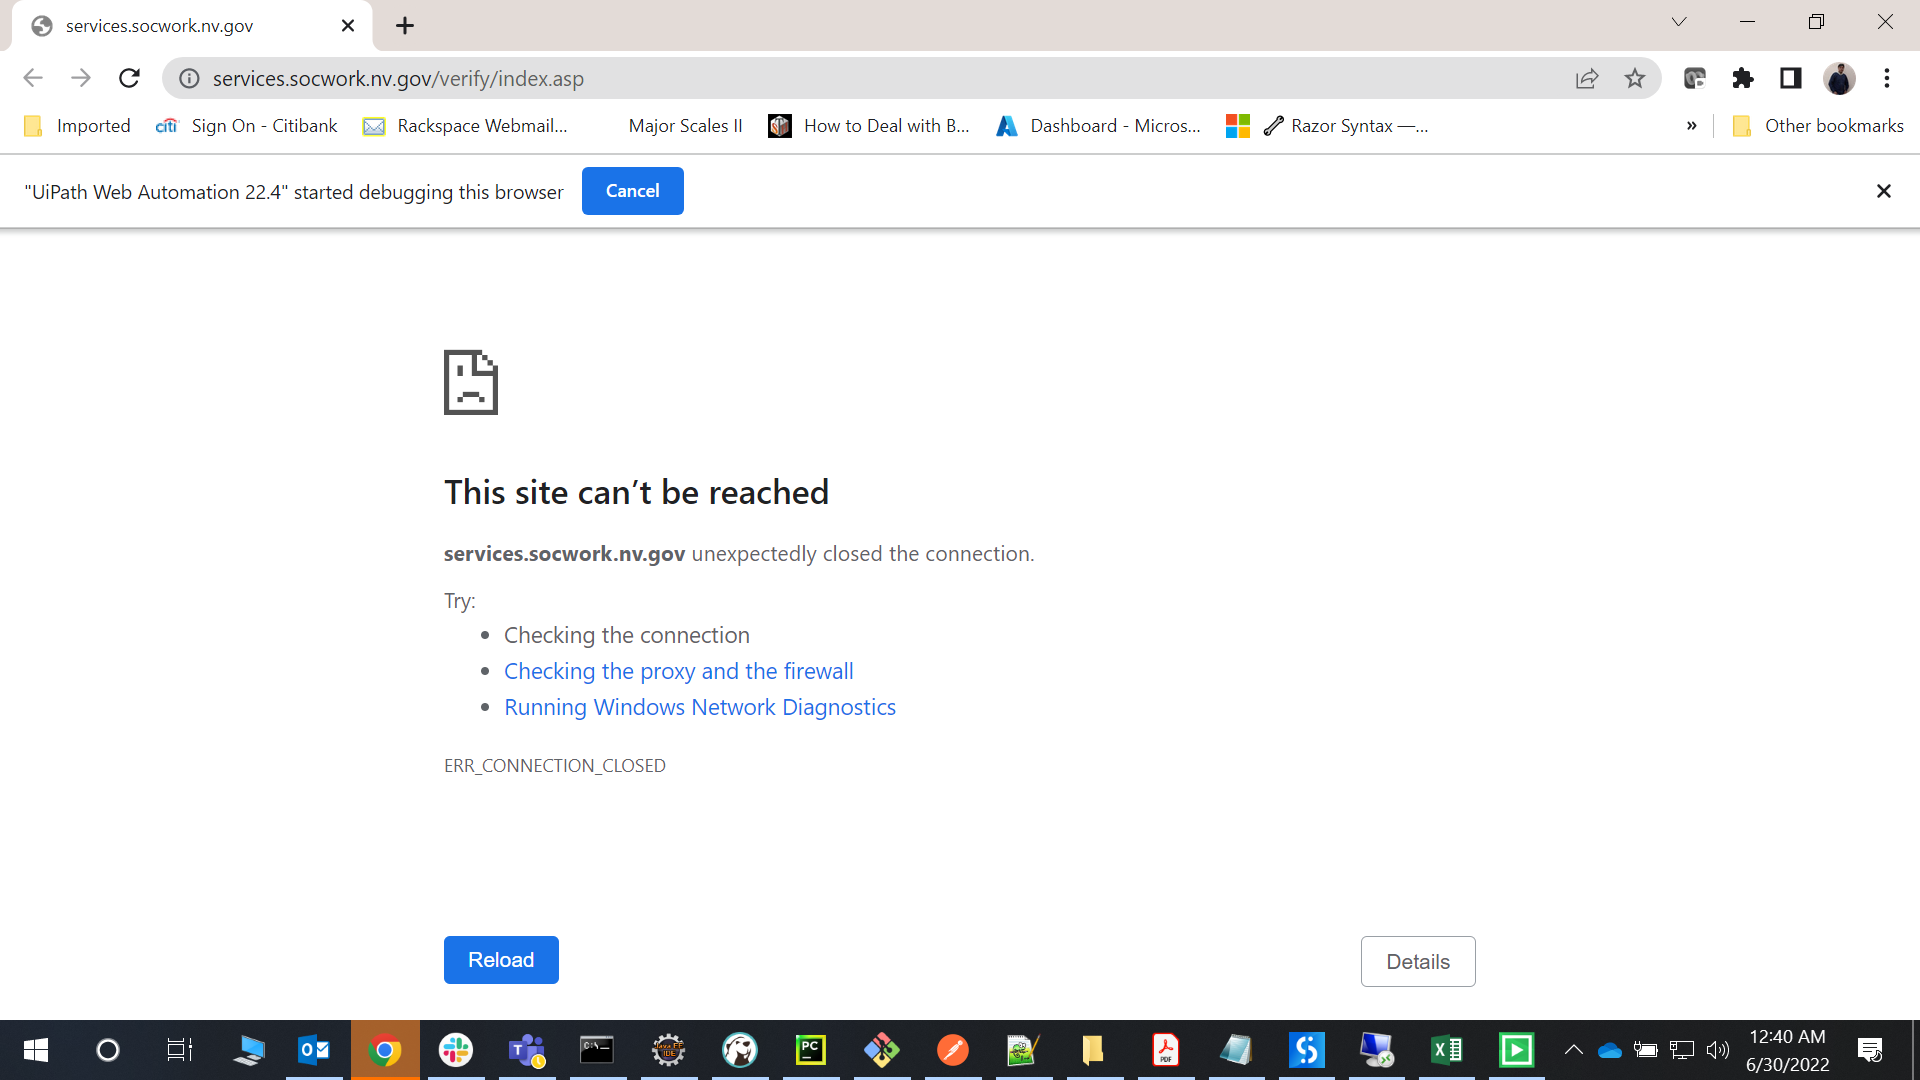 services.socwork.nv.gov
services.socwork.nv.gov/verify/index.asp
Imported
citi Sign On - Citibank
Rackspace Webmail...
Major Scales II
How to Deal with B...
Dashboard - Micros...
Razor Syntax —...
»
Other bookmarks
"UiPath Web Automation 22.4" started debugging this browser
Cancel
This site can’t be reached
services.socwork.nv.gov unexpectedly closed the connection.
Try:
• Checking the connection
• Checking the proxy and the firewall
• Running Windows Network Diagnostics
ERR_CONNECTION_CLOSED
Reload
Details
PC
PDF
12:40 AM
6/30/2022